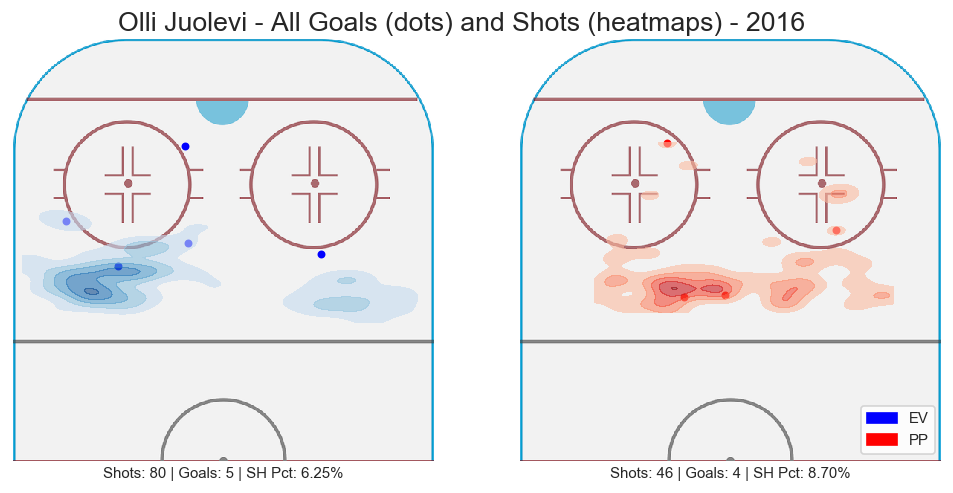 Olli Juolevi - All Goals (dots) and Shots (heatmaps) - 2016
EV
PP
Shots: 80 | Goals: 5 | SH Pct: 6.25%
Shots: 46 | Goals: 4 | SH Pct: 8.70%